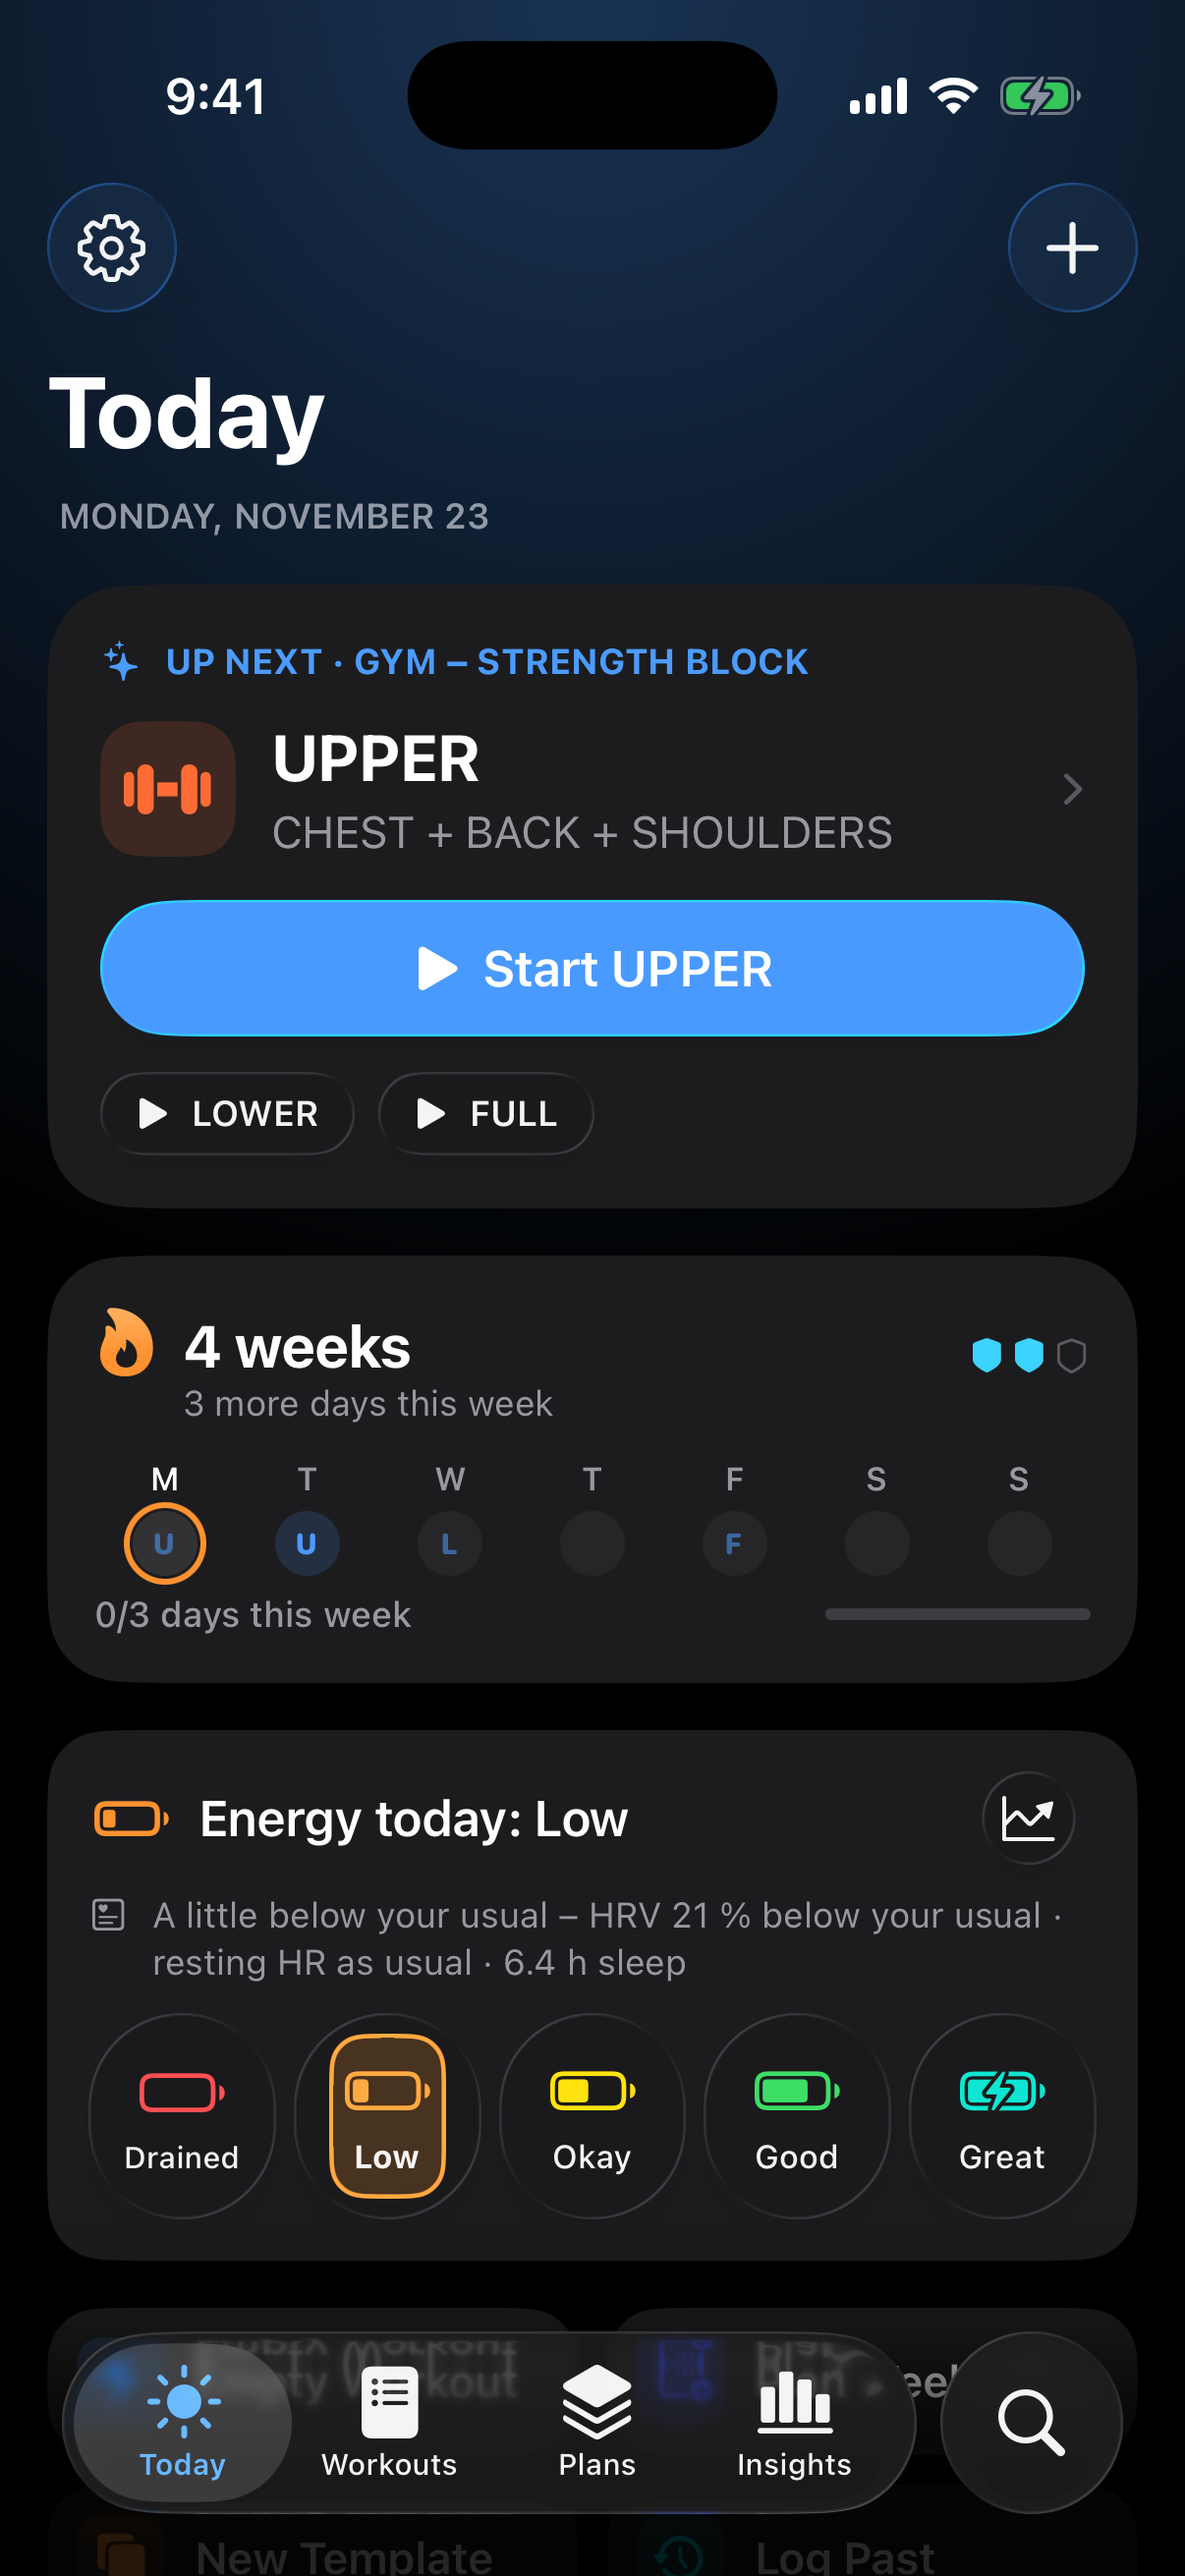 9:41
Today
MONDAY, NOVEMBER 23
UP NEXT · GYM – STRENGTH BLOCK
UPPER
CHEST + BACK + SHOULDERS
Start UPPER
LOWER
FULL
4 weeks
3 more days this week
M T W T F S S
U U L F
0/3 days this week
Energy today: Low
A little below your usual – HRV 21 % below your usual ·
resting HR as usual · 6.4 h sleep
Drained
Low
Okay
Good
Great
Empty Workout
Plan
Today
Workouts
Plans
Insights
New Template
Log Past